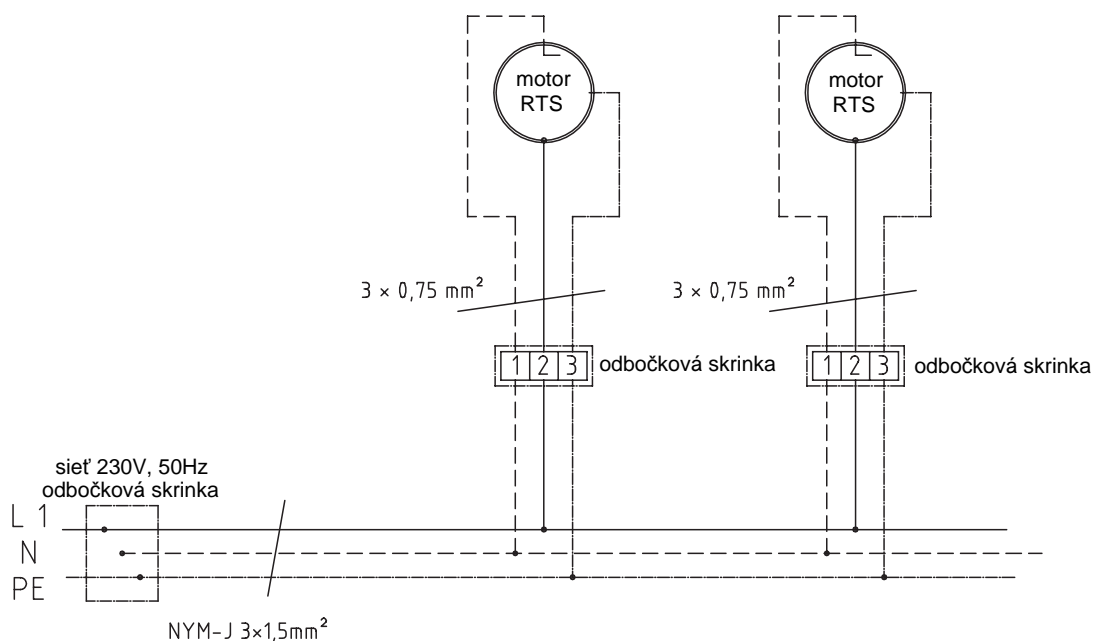 motor
RTS
motor
RTS
3 × 0,75 mm²
3 × 0,75 mm²
1 2 3
odbočková skrinka
1 2 3
odbočková skrinka
sieť 230V, 50Hz
odbočková skrinka
L 1
N
PE
NYM-J 3×1,5mm²